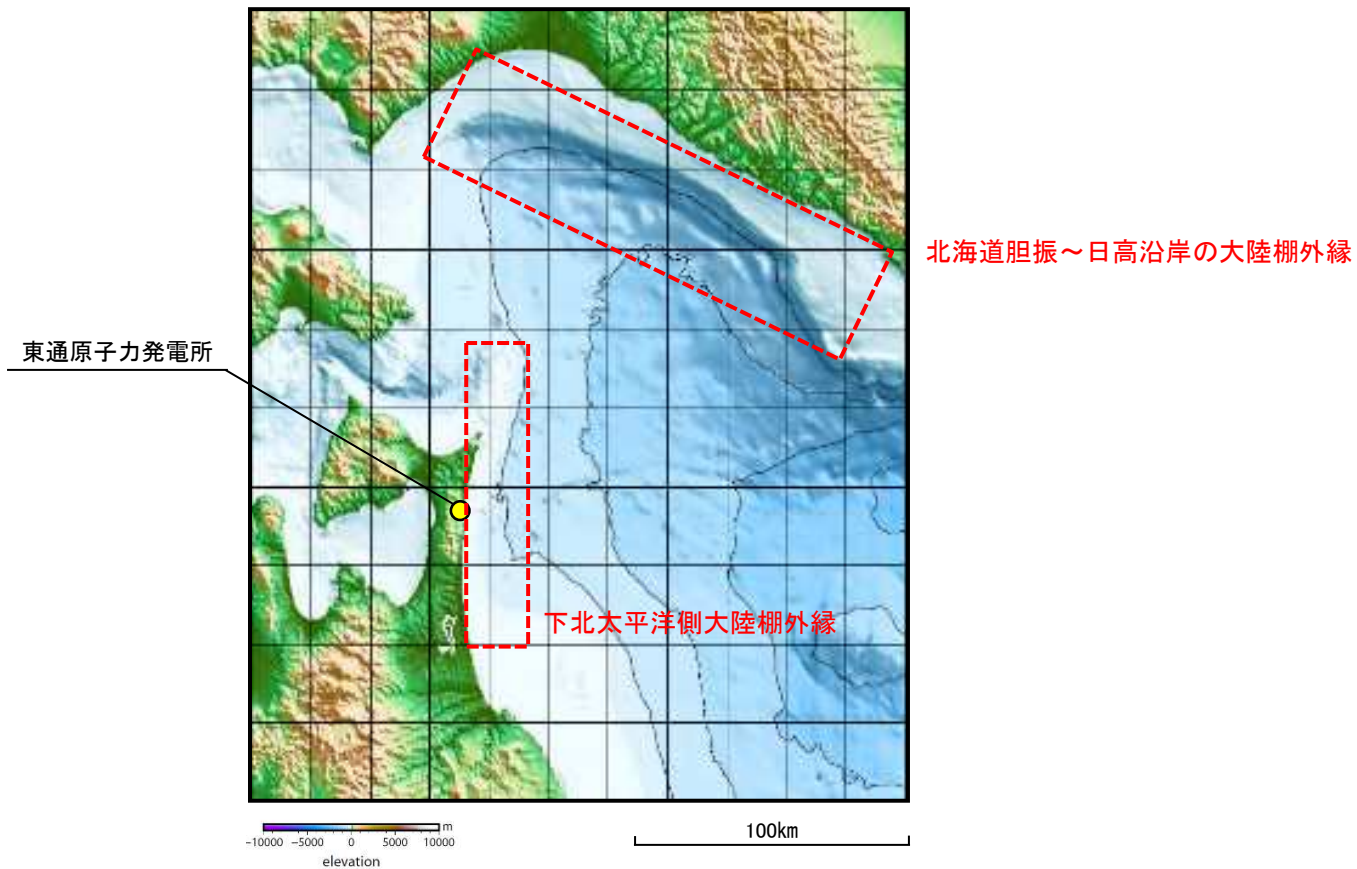 北海道胆振～日高沿岸の大陸棚外縁
東通原子力発電所
下北太平洋側大陸棚外縁
m
-10000 -5000 0 5000 10000
elevation
100km